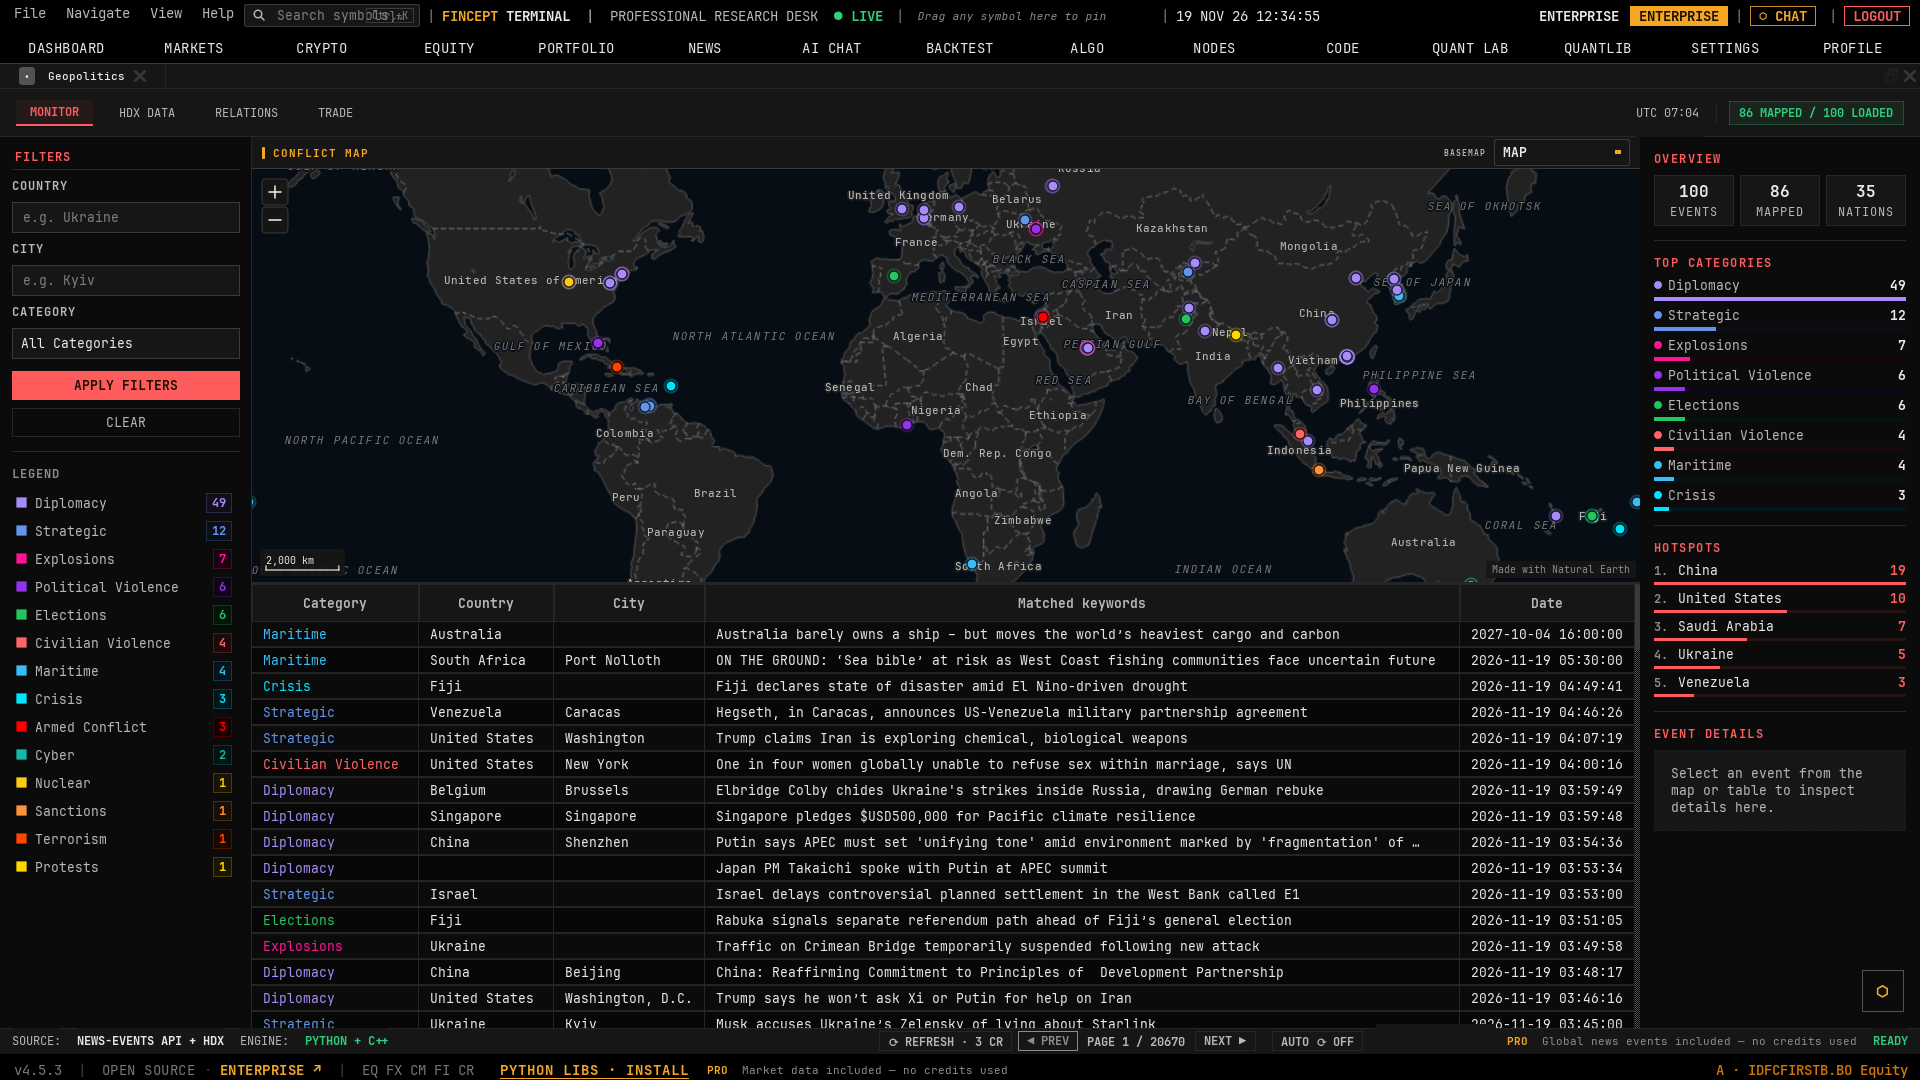 File Navigate View Help Search symbols... Ctrl+K | FINCEPT TERMINAL | PROFESSIONAL RESEARCH DESK ● LIVE | Drag any symbol here to pin | 19 NOV 26 12:34:55 ENTERPRISE ENTERPRISE | CHAT | LOGOUT
DASHBOARD MARKETS CRYPTO EQUITY PORTFOLIO NEWS AI CHAT BACKTEST ALGO NODES CODE QUANT LAB QUANTLIB SETTINGS PROFILE
Geopolitics
MONITOR HDX DATA RELATIONS TRADE UTC 07:04 86 MAPPED / 100 LOADED
FILTERS
COUNTRY
e.g. Ukraine
CITY
e.g. Kyiv
CATEGORY
All Categories
APPLY FILTERS
CLEAR
LEGEND
Diplomacy 49
Strategic 12
Explosions 7
Political Violence 6
Elections 6
Civilian Violence 4
Maritime 4
Crisis 3
Armed Conflict 3
Cyber 2
Nuclear 1
Sanctions 1
Terrorism 1
Protests 1
CONFLICT MAP BASEMAP MAP
+
−
Russia
United Kingdom
Belarus
SEA OF OKHOTSK
Germany
Ukraine
Kazakhstan
France
Mongolia
BLACK SEA
United States of Ameri
CASPIAN SEA
SEA OF JAPAN
MEDITERRANEAN SEA
Israel
Iran
China
NORTH ATLANTIC OCEAN
Algeria
Egypt
PERSIAN GULF
Nepal
GULF OF MEXICO
India
Vietnam
CARIBBEAN SEA
Senegal
Chad
RED SEA
PHILIPPINE SEA
BAY OF BENGAL
Philippines
Nigeria
Ethiopia
Colombia
NORTH PACIFIC OCEAN
Dem. Rep. Congo
Indonesia
Papua New Guinea
Peru
Brazil
Angola
Fiji
Zimbabwe
CORAL SEA
Paraguay
Australia
2,000 km
South Africa
OCEAN
INDIAN OCEAN
Made with Natural Earth
Argentina
Category Country City Matched keywords Date
Maritime Australia Australia barely owns a ship – but moves the world's heaviest cargo and carbon 2027-10-04 16:00:00
Maritime South Africa Port Nolloth ON THE GROUND: ‘Sea bible’ at risk as West Coast fishing communities face uncertain future 2026-11-19 05:30:00
Crisis Fiji Fiji declares state of disaster amid El Nino-driven drought 2026-11-19 04:49:41
Strategic Venezuela Caracas Hegseth, in Caracas, announces US-Venezuela military partnership agreement 2026-11-19 04:46:26
Strategic United States Washington Trump claims Iran is exploring chemical, biological weapons 2026-11-19 04:07:19
Civilian Violence United States New York One in four women globally unable to refuse sex within marriage, says UN 2026-11-19 04:00:16
Diplomacy Belgium Brussels Elbridge Colby chides Ukraine's strikes inside Russia, drawing German rebuke 2026-11-19 03:59:49
Diplomacy Singapore Singapore Singapore pledges $USD500,000 for Pacific climate resilience 2026-11-19 03:59:48
Diplomacy China Shenzhen Putin says APEC must set 'unifying tone' amid environment marked by 'fragmentation' of … 2026-11-19 03:54:36
Diplomacy Japan PM Takaichi spoke with Putin at APEC summit 2026-11-19 03:53:34
Strategic Israel Israel delays controversial planned settlement in the West Bank called E1 2026-11-19 03:53:00
Elections Fiji Rabuka signals separate referendum path ahead of Fiji’s general election 2026-11-19 03:51:05
Explosions Ukraine Traffic on Crimean Bridge temporarily suspended following new attack 2026-11-19 03:49:58
Diplomacy China Beijing China: Reaffirming Commitment to Principles of Development Partnership 2026-11-19 03:48:17
Diplomacy United States Washington, D.C. Trump says he won’t ask Xi or Putin for help on Iran 2026-11-19 03:46:16
Strategic Ukraine Kyiv Musk accuses Ukraine’s Zelensky of lying about Starlink 2026-11-19 03:45:00
OVERVIEW
100 86 35
EVENTS MAPPED NATIONS
TOP CATEGORIES
Diplomacy 49
Strategic 12
Explosions 7
Political Violence 6
Elections 6
Civilian Violence 4
Maritime 4
Crisis 3
HOTSPOTS
1. China 19
2. United States 10
3. Saudi Arabia 7
4. Ukraine 5
5. Venezuela 3
EVENT DETAILS
Select an event from the
map or table to inspect
details here.
SOURCE: NEWS-EVENTS API + HDX ENGINE: PYTHON + C++ ⟳ REFRESH · 3 CR ◀ PREV PAGE 1 / 20670 NEXT ▶ AUTO ⟳ OFF PRO Global news events included — no credits used READY
v4.5.3 | OPEN SOURCE · ENTERPRISE ↗ | EQ FX CM FI CR PYTHON LIBS · INSTALL PRO Market data included — no credits used A · IDFCFIRSTB.BO Equity